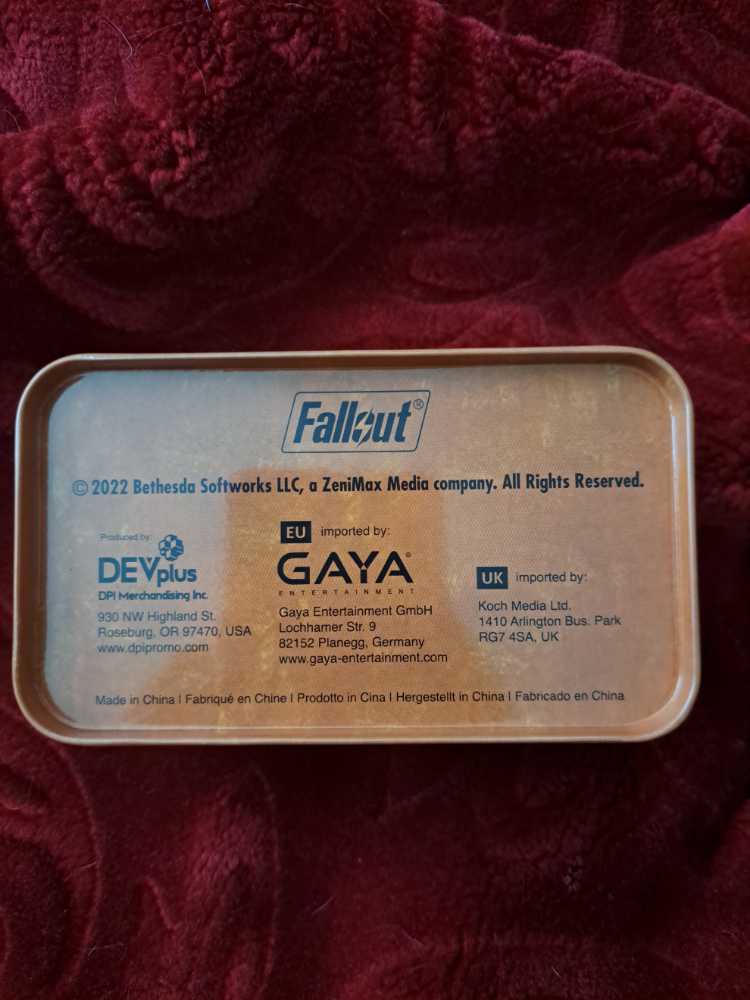 Fallout®
© 2022 Bethesda Softworks LLC, a ZeniMax Media company. All Rights Reserved.
Produced by:
DEVplus
DPI Merchandising Inc.
930 NW Highland St.
Roseburg, OR 97470, USA
www.dpipromo.com
EU imported by:
GAYA®
ENTERTAINMENT
Gaya Entertainment GmbH
Lochhamer Str. 9
82152 Planegg, Germany
www.gaya-entertainment.com
UK imported by:
Koch Media Ltd.
1410 Arlington Bus. Park
RG7 4SA, UK
Made in China I Fabriqué en Chine I Prodotto in Cina I Hergestellt in China I Fabricado en China